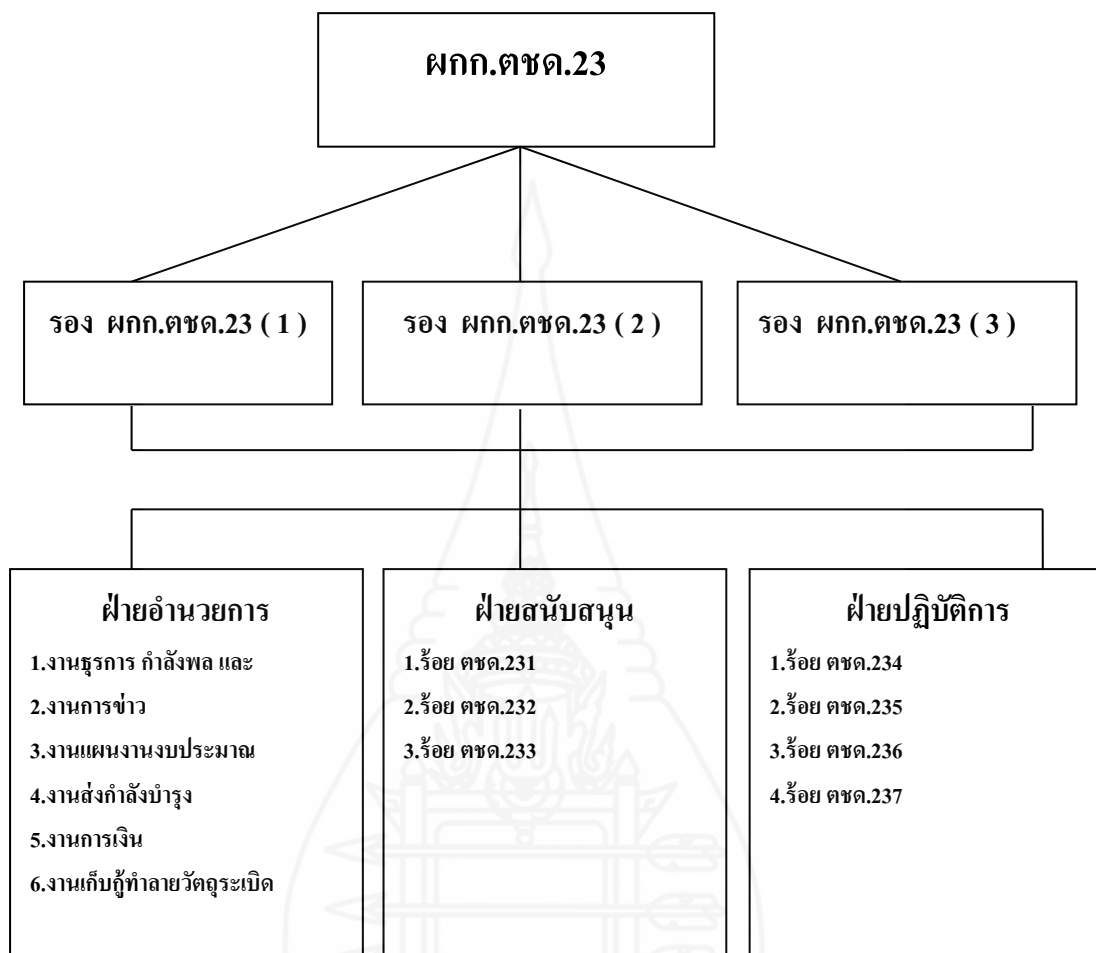 ผกก.ตชด.23
รอง ผกก.ตชด.23 ( 1 )
รอง ผกก.ตชด.23 ( 2 )
รอง ผกก.ตชด.23 ( 3 )
ฝ่ายอำนวยการ
1.งานธุรการ กำลังพล และ
2.งานการข่าว
3.งานแผนงานงบประมาณ
4.งานส่งกำลังบำรุง
5.งานการเงิน
6.งานเก็บกู้ทำลายวัตถุระเบิด
ฝ่ายสนับสนุน
1.ร้อย ตชด.231
2.ร้อย ตชด.232
3.ร้อย ตชด.233
ฝ่ายปฏิบัติการ
1.ร้อย ตชด.234
2.ร้อย ตชด.235
3.ร้อย ตชด.236
4.ร้อย ตชด.237